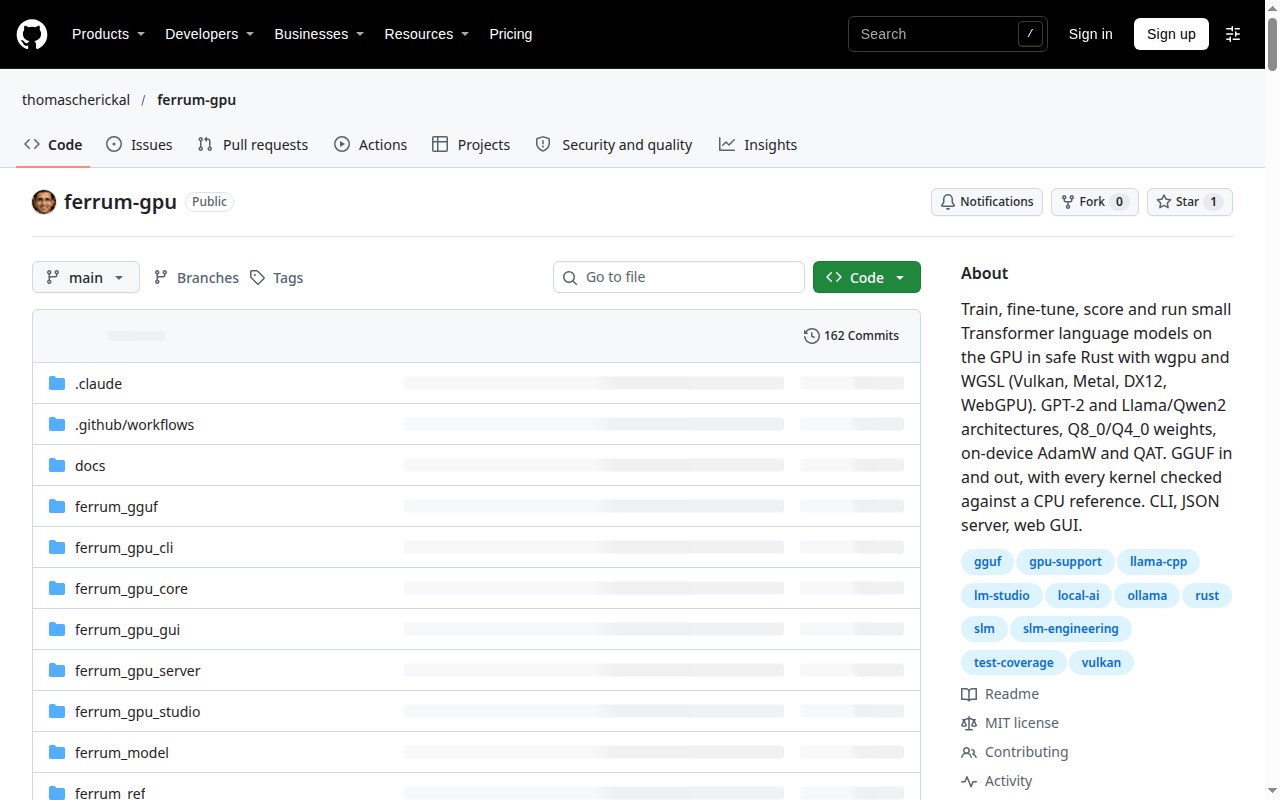 Products Developers Businesses Resources Pricing Search / Sign in Sign up
thomascherickal / ferrum-gpu
Code Issues Pull requests Actions Projects Security and quality Insights
ferrum-gpu Public Notifications Fork 0 Star 1
main Branches Tags Go to file Code
162 Commits
.claude
.github/workflows
docs
ferrum_gguf
ferrum_gpu_cli
ferrum_gpu_core
ferrum_gpu_gui
ferrum_gpu_server
ferrum_gpu_studio
ferrum_model
ferrum_ref
About
Train, fine-tune, score and run small
Transformer language models on
the GPU in safe Rust with wgpu and
WGSL (Vulkan, Metal, DX12,
WebGPU). GPT-2 and Llama/Qwen2
architectures, Q8_0/Q4_0 weights,
on-device AdamW and QAT. GGUF in
and out, with every kernel checked
against a CPU reference. CLI, JSON
server, web GUI.
gguf gpu-support llama-cpp
lm-studio local-ai ollama rust
slm slm-engineering
test-coverage vulkan
Readme
MIT license
Contributing
Activity